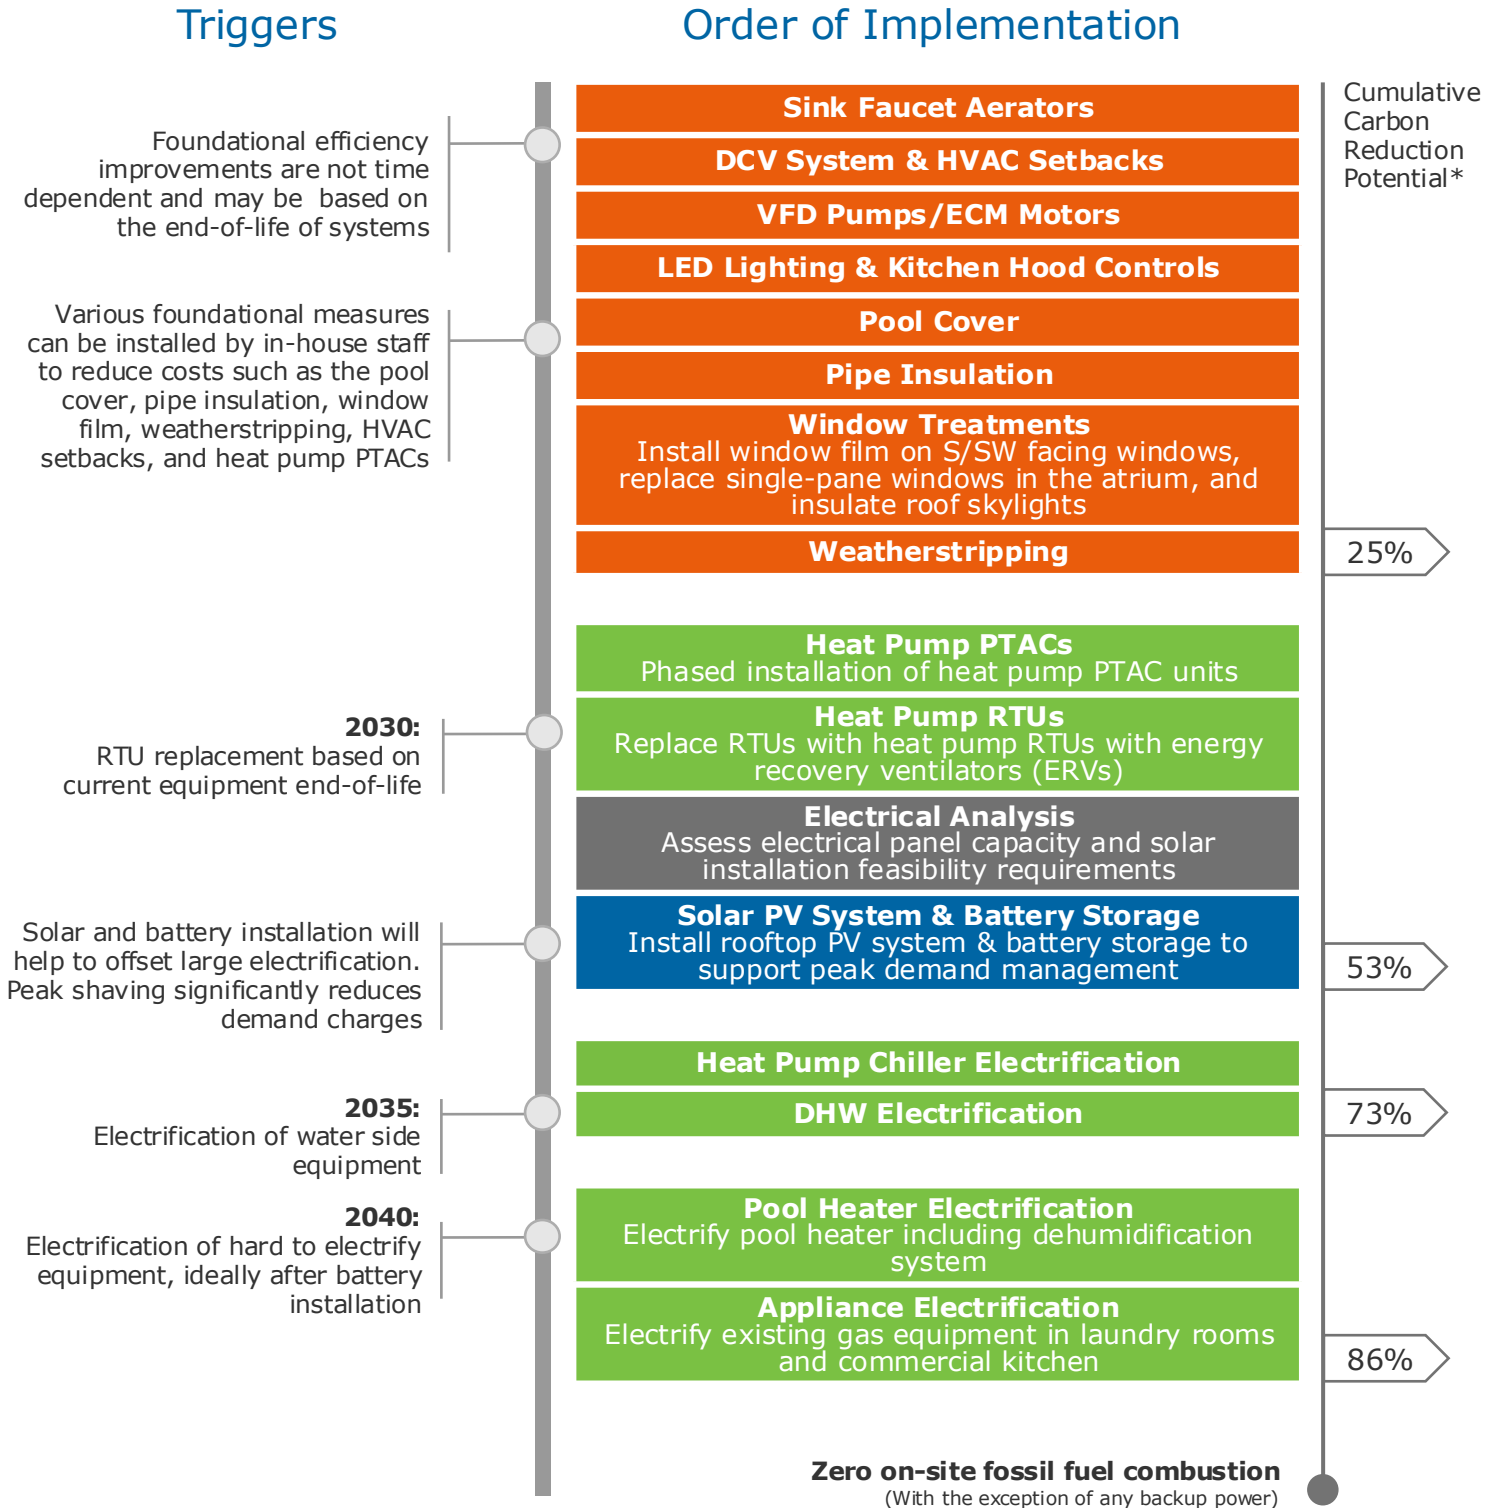 Triggers
Order of Implementation
Foundational efficiency
improvements are not time
dependent and may be based on
the end-of-life of systems
Various foundational measures
can be installed by in-house staff
to reduce costs such as the pool
cover, pipe insulation, window
film, weatherstripping, HVAC
setbacks, and heat pump PTACs
2030:
RTU replacement based on
current equipment end-of-life
Solar and battery installation will
help to offset large electrification.
Peak shaving significantly reduces
demand charges
2035:
Electrification of water side
equipment
2040:
Electrification of hard to electrify
equipment, ideally after battery
installation
Sink Faucet Aerators
DCV System & HVAC Setbacks
VFD Pumps/ECM Motors
LED Lighting & Kitchen Hood Controls
Pool Cover
Pipe Insulation
Window Treatments
Install window film on S/SW facing windows,
replace single-pane windows in the atrium, and
insulate roof skylights
Weatherstripping
Heat Pump PTACs
Phased installation of heat pump PTAC units
Heat Pump RTUs
Replace RTUs with heat pump RTUs with energy
recovery ventilators (ERVs)
Electrical Analysis
Assess electrical panel capacity and solar
installation feasibility requirements
Solar PV System & Battery Storage
Install rooftop PV system & battery storage to
support peak demand management
Heat Pump Chiller Electrification
DHW Electrification
Pool Heater Electrification
Electrify pool heater including dehumidification
system
Appliance Electrification
Electrify existing gas equipment in laundry rooms
and commercial kitchen
Cumulative
Carbon
Reduction
Potential*
25%
53%
73%
86%
Zero on-site fossil fuel combustion
(With the exception of any backup power)